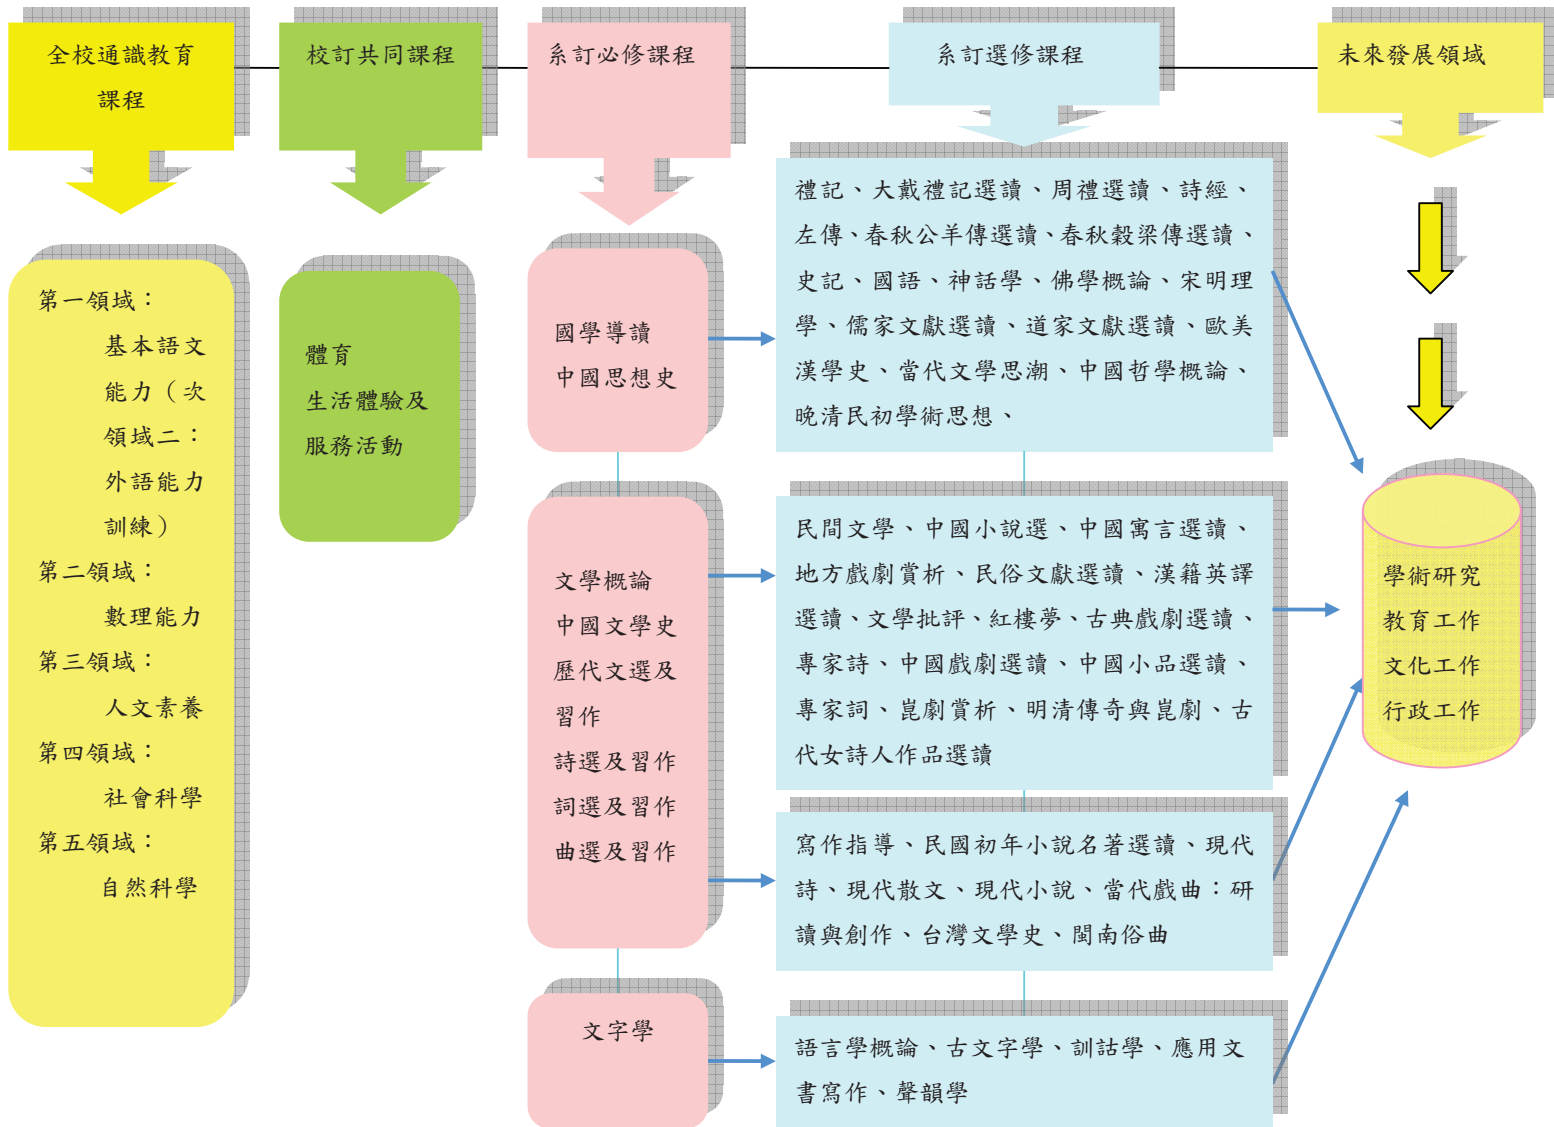 全校通識教育
課程
校訂共同課程
系訂必修課程
系訂選修課程
未來發展領域
第一領域：
基本語文
能力（次
領域二：
外語能力
訓練）
第二領域：
數理能力
第三領域：
人文素養
第四領域：
社會科學
第五領域：
自然科學
體育
生活體驗及
服務活動
國學導讀
中國思想史
文學概論
中國文學史
歷代文選及
習作
詩選及習作
詞選及習作
曲選及習作
文字學
禮記、大戴禮記選讀、周禮選讀、詩經、
左傳、春秋公羊傳選讀、春秋穀梁傳選讀、
史記、國語、神話學、佛學概論、宋明理
學、儒家文獻選讀、道家文獻選讀、歐美
漢學史、當代文學思潮、中國哲學概論、
晚清民初學術思想、
民間文學、中國小說選、中國寓言選讀、
地方戲劇賞析、民俗文獻選讀、漢籍英譯
選讀、文學批評、紅樓夢、古典戲劇選讀、
專家詩、中國戲劇選讀、中國小品選讀、
專家詞、崑劇賞析、明清傳奇與崑劇、古
代女詩人作品選讀
寫作指導、民國初年小說名著選讀、現代
詩、現代散文、現代小說、當代戲曲：研
讀與創作、台灣文學史、閩南俗曲
語言學概論、古文字學、訓詁學、應用文
書寫作、聲韻學
學術研究
教育工作
文化工作
行政工作